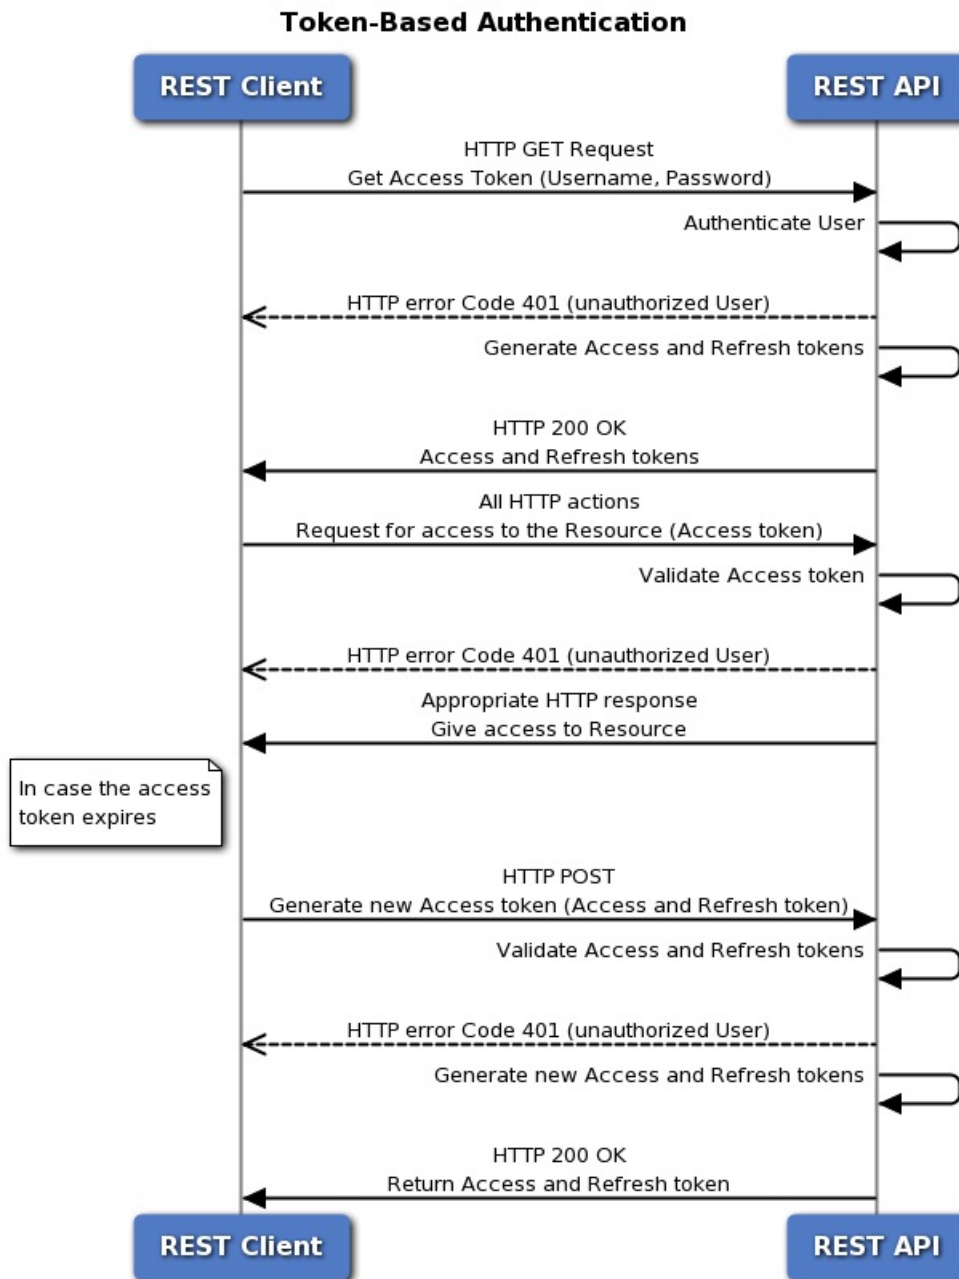 Token-Based Authentication
REST Client
REST API
HTTP GET Request
Get Access Token (Username, Password)
Authenticate User
HTTP error Code 401 (unauthorized User)
Generate Access and Refresh tokens
HTTP 200 OK
Access and Refresh tokens
All HTTP actions
Request for access to the Resource (Access token)
Validate Access token
HTTP error Code 401 (unauthorized User)
Appropriate HTTP response
Give access to Resource
In case the access
token expires
HTTP POST
Generate new Access token (Access and Refresh token)
Validate Access and Refresh tokens
HTTP error Code 401 (unauthorized User)
Generate new Access and Refresh tokens
HTTP 200 OK
Return Access and Refresh token
REST Client
REST API